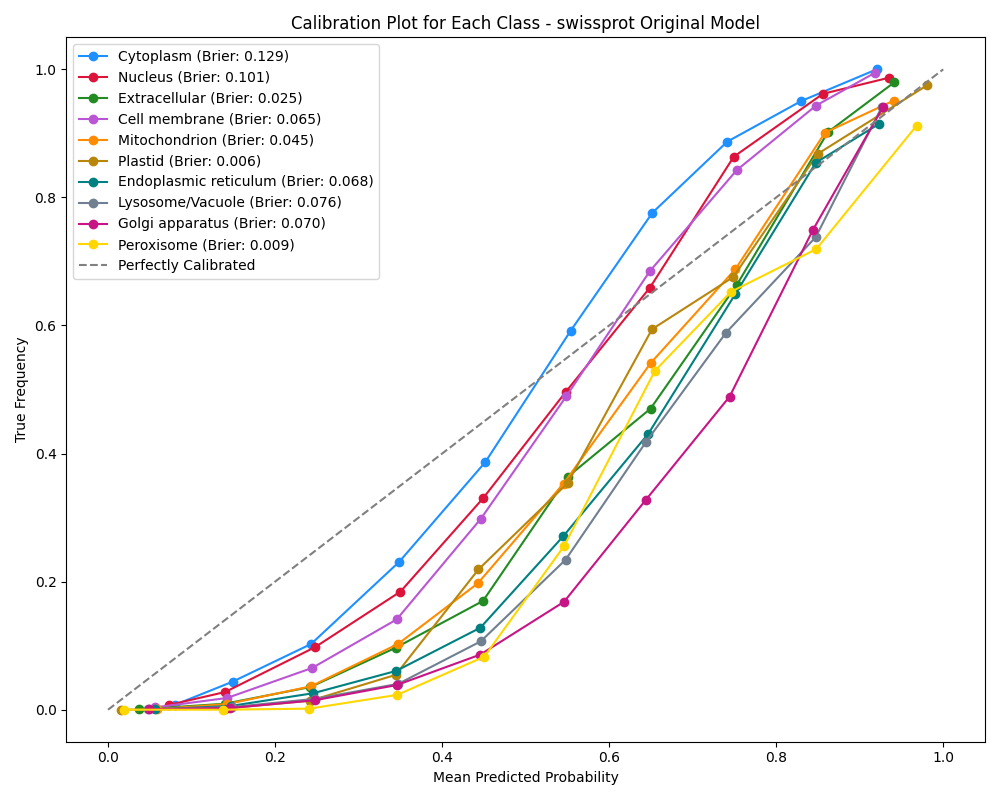 Calibration Plot for Each Class - swissprot Original Model
Cytoplasm (Brier: 0.129)
Nucleus (Brier: 0.101)
Extracellular (Brier: 0.025)
Cell membrane (Brier: 0.065)
Mitochondrion (Brier: 0.045)
Plastid (Brier: 0.006)
Endoplasmic reticulum (Brier: 0.068)
Lysosome/Vacuole (Brier: 0.076)
Golgi apparatus (Brier: 0.070)
Peroxisome (Brier: 0.009)
Perfectly Calibrated
True Frequency
1.0
0.8
0.6
0.4
0.2
0.0
0.0 0.2 0.4 0.6 0.8 1.0
Mean Predicted Probability